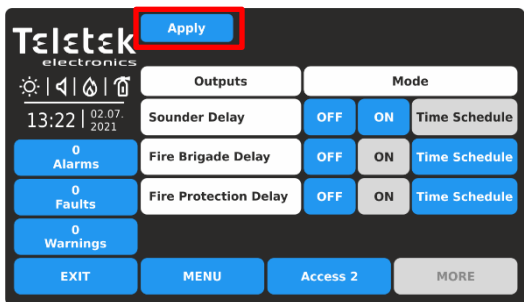 Teletek
electronics
Apply
13:22
02.07.
2021
Outputs
Mode
Sounder Delay
OFF
ON
Time Schedule
Fire Brigade Delay
OFF
ON
Time Schedule
Fire Protection Delay
OFF
ON
Time Schedule
0
Alarms
0
Faults
0
Warnings
EXIT
MENU
Access 2
MORE